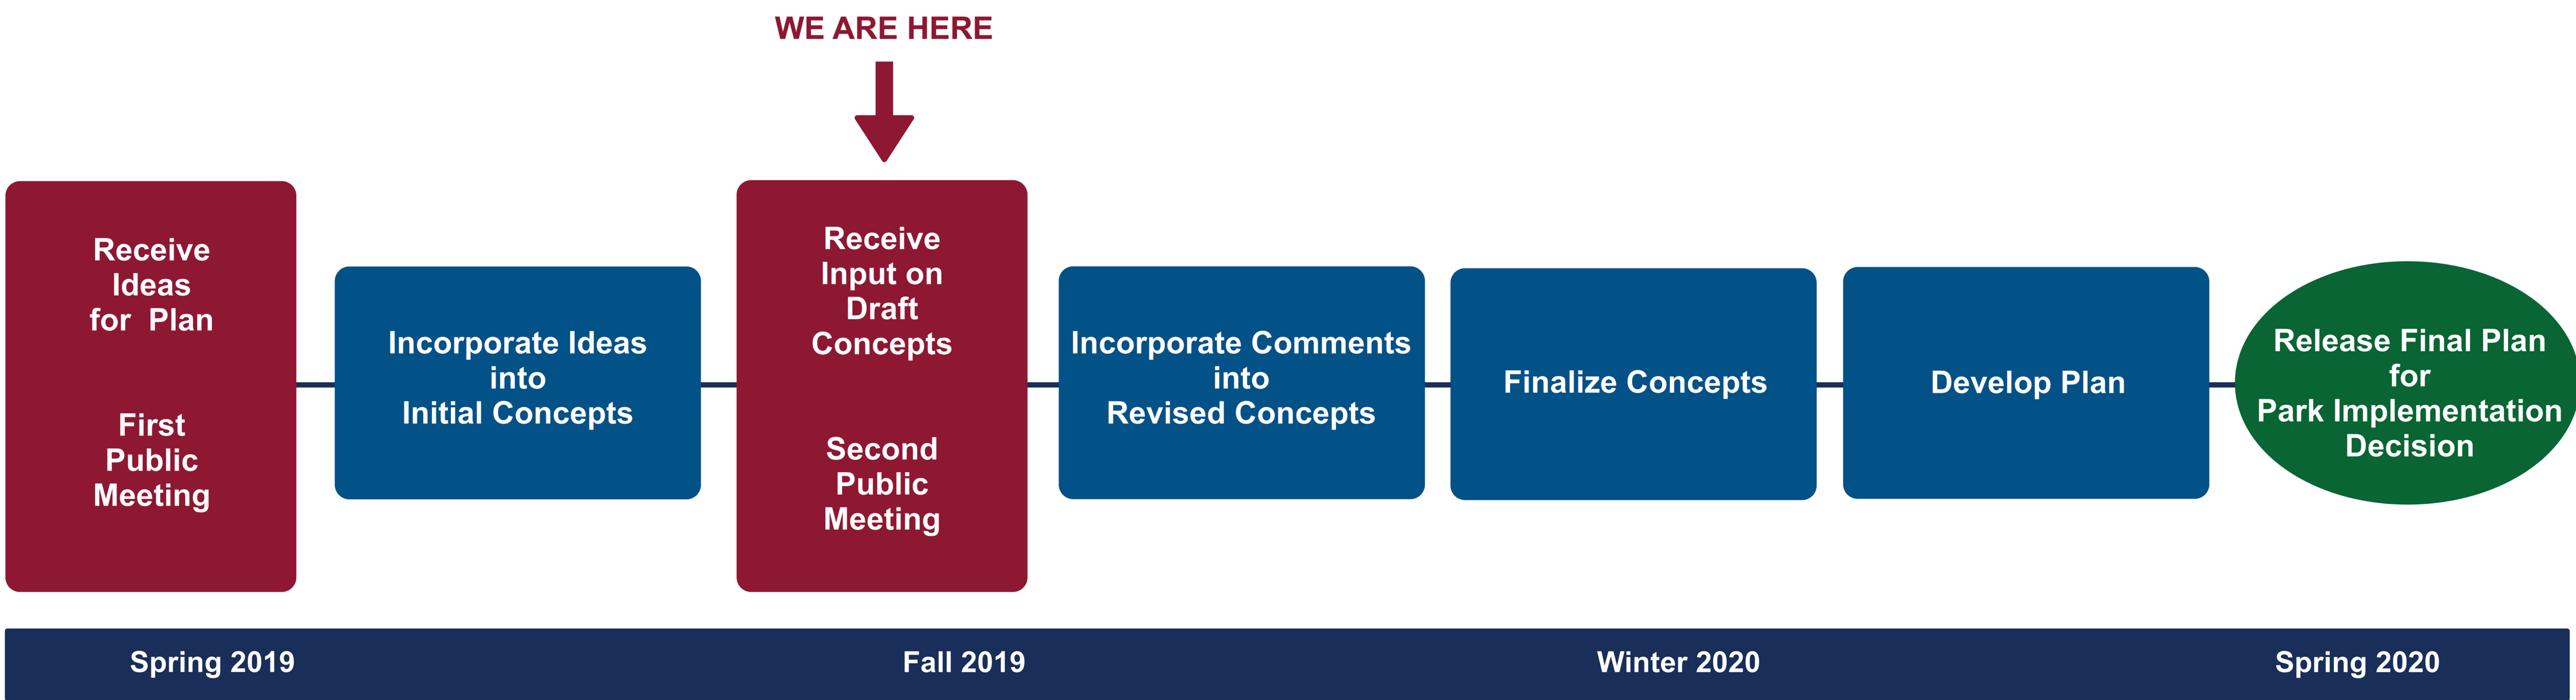 WE ARE HERE
Receive
Ideas
for Plan
First
Public
Meeting
Incorporate Ideas
into
Initial Concepts
Receive
Input on
Draft
Concepts
Second
Public
Meeting
Incorporate Comments
into
Revised Concepts
Finalize Concepts
Develop Plan
Release Final Plan
for
Park Implementation
Decision
Spring 2019
Fall 2019
Winter 2020
Spring 2020